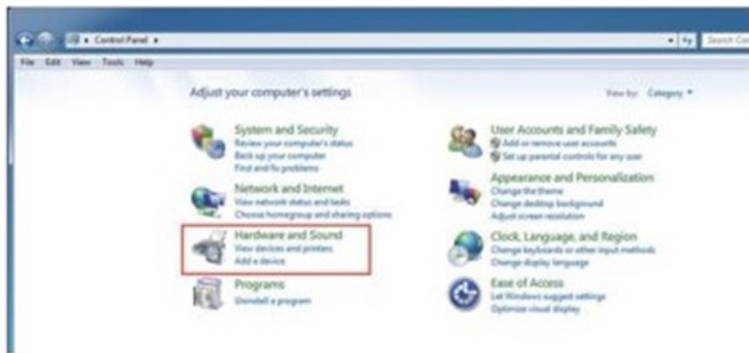 Control Panel
Search Con
File Edit View Tools Help
Adjust your computer's settings
View by: Category
System and Security
Review your computer's status
Back up your computer
Find and fix problems
Network and Internet
View network status and tasks
Choose homegroup and sharing options
Hardware and Sound
View devices and printers
Add a device
Programs
Uninstall a program
User Accounts and Family Safety
Add or remove user accounts
Set up parental controls for any user
Appearance and Personalization
Change the theme
Change desktop background
Adjust screen resolution
Clock, Language, and Region
Change keyboards or other input methods
Change display language
Ease of Access
Let Windows suggest settings
Optimize visual display